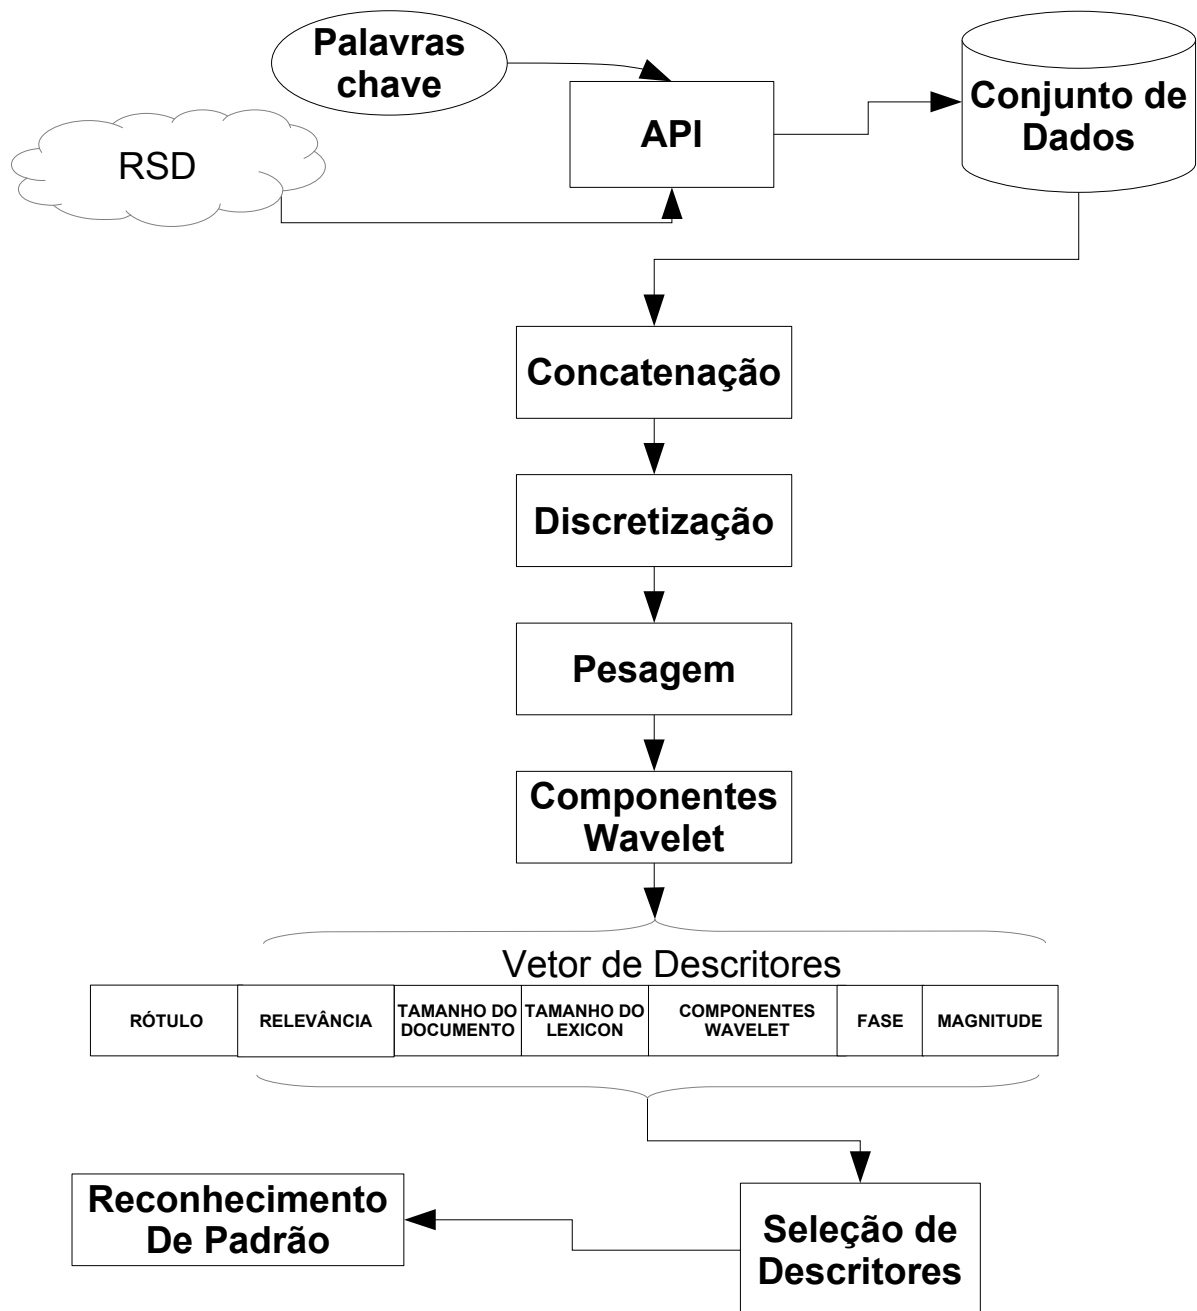 Palavras
chave
API
Conjunto de
Dados
RSD
Concatenação
Discretização
Pesagem
Componentes
Wavelet
Vetor de Descritores
RÓTULO
RELEVÂNCIA
TAMANHO DO
DOCUMENTO
TAMANHO DO
LEXICON
COMPONENTES
WAVELET
FASE
MAGNITUDE
Reconhecimento
De Padrão
Seleção de
Descritores